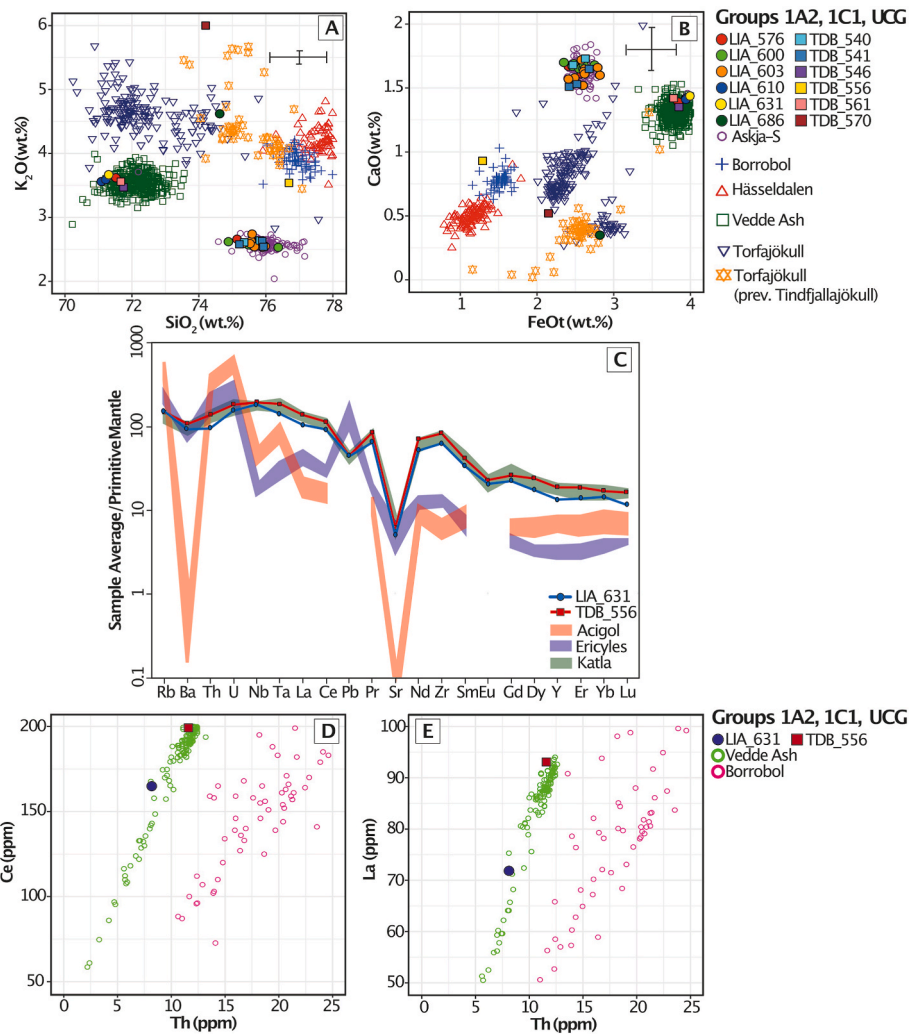 A
K₂O(wt.%)
6
5
4
3
2
70
72
74
76
78
SiO₂(wt.%)
B
CaO(wt.%)
2.0
1.5
1.0
0.5
0
1
2
3
4
FeOt(wt.%)
Groups 1A2, 1C1, UCG
LIA_576
LIA_600
LIA_603
LIA_610
LIA_631
LIA_686
TDB_540
TDB_541
TDB_546
TDB_556
TDB_561
TDB_570
Askja-S
Borrobol
Hässeldalen
Vedde Ash
Torfajökull
Torfajökull
(prev. Tindfjallajökull)
C
Sample Average/PrimitiveMantle
1000
100
10
1
0.1
Rb Ba Th U Nb Ta La Ce Pb Pr Sr Nd Zr SmEu Gd Dy Y Er Yb Lu
LIA_631
TDB_556
Acigol
Ericyles
Katla
D
Ce (ppm)
200
150
100
50
0
5
10
15
20
25
Th (ppm)
E
La (ppm)
100
90
80
70
60
50
0
5
10
15
20
25
Th (ppm)
Groups 1A2, 1C1, UCG
LIA_631 TDB_556
Vedde Ash
Borrobol